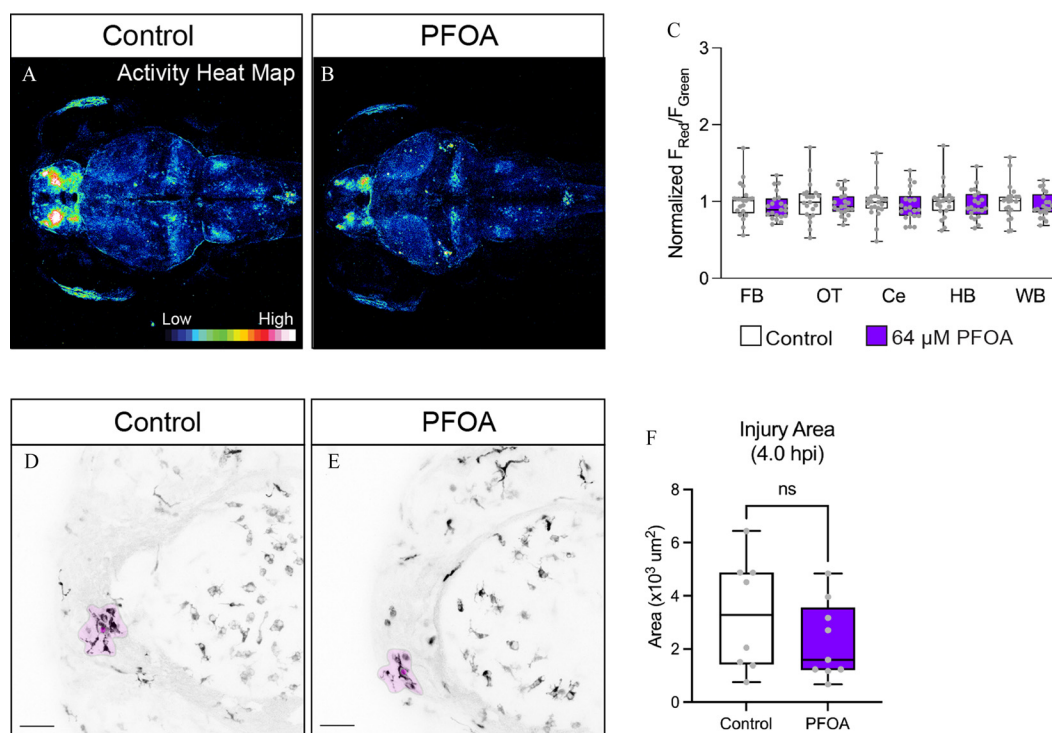 Control
PFOA
A
Activity Heat Map
Low
High
B
C
Normalized F_Red/F_Green
3
2
1
0
FB
OT
Ce
HB
WB
Control
64 µM PFOA
Control
PFOA
D
E
F
Injury Area
(4.0 hpi)
ns
Area (x10³ um²)
8
6
4
2
0
Control
PFOA